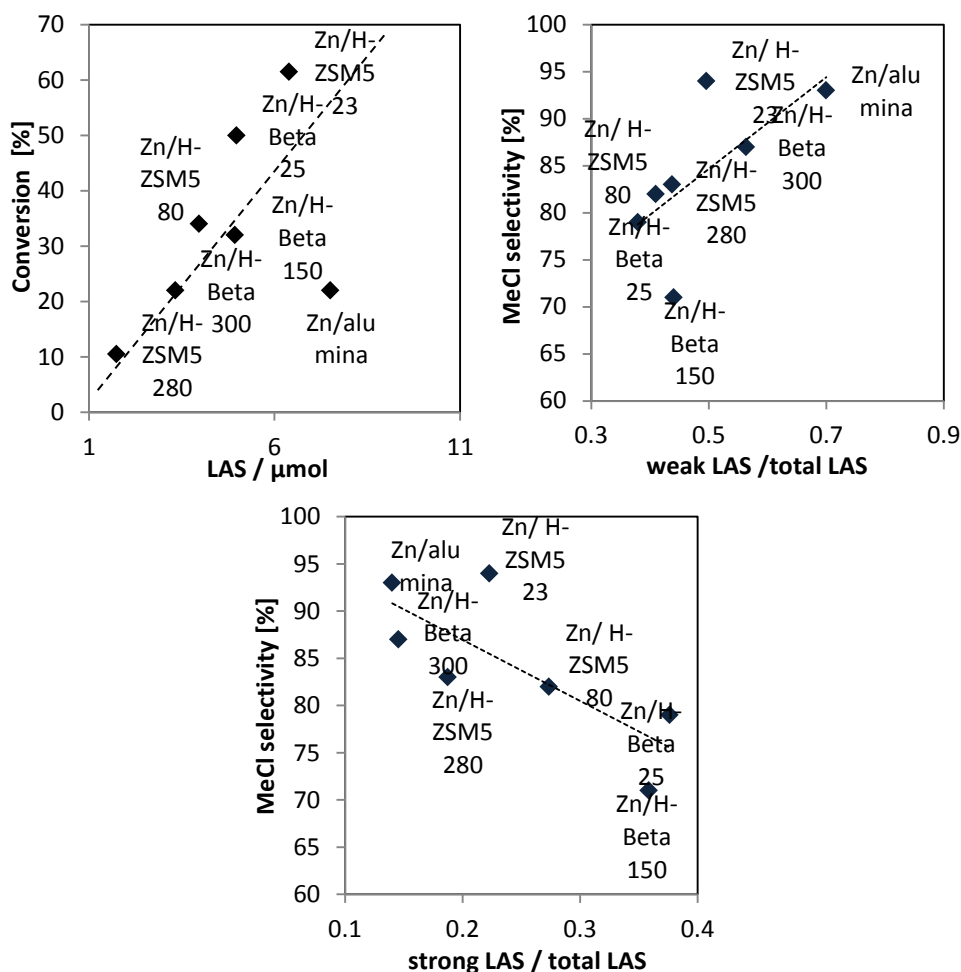 Conversion [%]
70
60
50
40
30
20
10
0
1
6
11
LAS / µmol
Zn/H-
ZSM5
23
Zn/H-
Beta
25
Zn/H-
ZSM5
80
Zn/H-
Beta
150
Zn/H-
Beta
300
Zn/H-
ZSM5
280
Zn/alu
mina
MeCl selectivity [%]
100
95
90
85
80
75
70
65
60
0.3
0.5
0.7
0.9
weak LAS /total LAS
Zn/ H-
ZSM5
23
Zn/alu
mina
Zn/H-
Beta
300
Zn/ H-
ZSM5
80
Zn/H-
ZSM5
280
Zn/H-
Beta
25
Zn/H-
Beta
150
MeCl selectivity [%]
100
95
90
85
80
75
70
65
60
0.1
0.2
0.3
0.4
strong LAS / total LAS
Zn/alu
mina
Zn/ H-
ZSM5
23
Zn/H-
Beta
300
Zn/ H-
ZSM5
80
Zn/H-
ZSM5
280
Zn/H-
Beta
25
Zn/H-
Beta
150